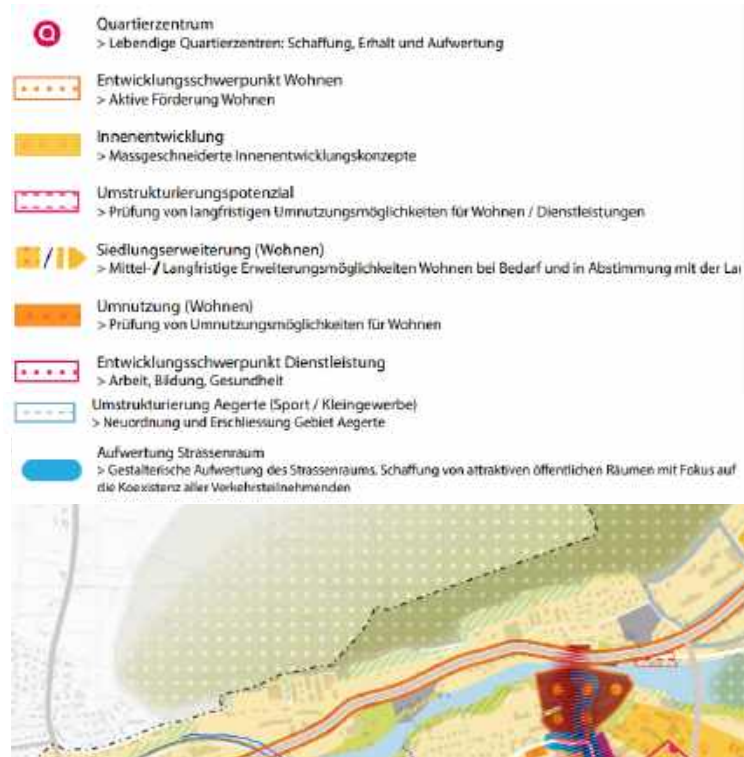 Quartierzentrum
> Lebendige Quartierzentren: Schaffung, Erhalt und Aufwertung
Entwicklungsschwerpunkt Wohnen
> Aktive Förderung Wohnen
Innenentwicklung
> Massgeschneiderte Innenentwicklungskonzepte
Umstrukturierungspotenzial
> Prüfung von langfristigen Umnutzungsmöglichkeiten für Wohnen / Dienstleistungen
Siedlungserweiterung (Wohnen)
> Mittel-/ Langfristige Erweiterungsmöglichkeiten Wohnen bei Bedarf und in Abstimmung mit der La
Umnutzung (Wohnen)
> Prüfung von Umnutzungsmöglichkeiten für Wohnen
Entwicklungsschwerpunkt Dienstleistung
> Arbeit, Bildung, Gesundheit
Umstrukturierung Aegerte (Sport / Kleingewerbe)
> Neuordnung und Erschliessung Gebiet Aegerte
Aufwertung Strassenraum
> Gestalterische Aufwertung des Strassenraums. Schaffung von attraktiven öffentlichen Räumen mit Fokus auf
die Koexistenz aller Verkehrsteilnehmenden